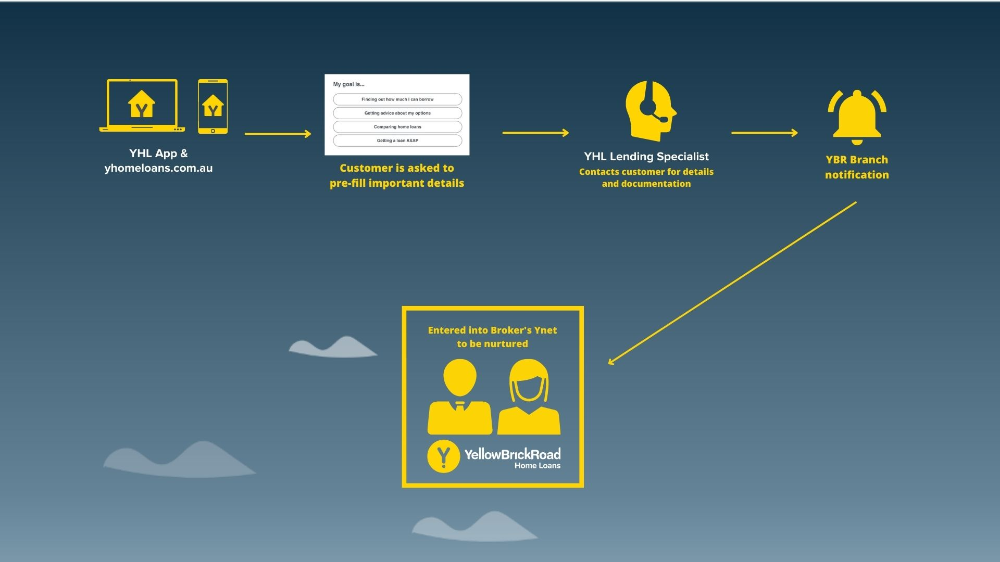 YHL App &
yhomeloans.com.au
My goal is...
Finding out how much I can borrow
Getting advice about my options
Comparing home loans
Getting a loan ASAP
Customer is asked to
pre-fill important details
YHL Lending Specialist
Contacts customer for details
and documentation
YBR Branch
notification
Entered into Broker's Ynet
to be nurtured
YellowBrickRoad
Home Loans